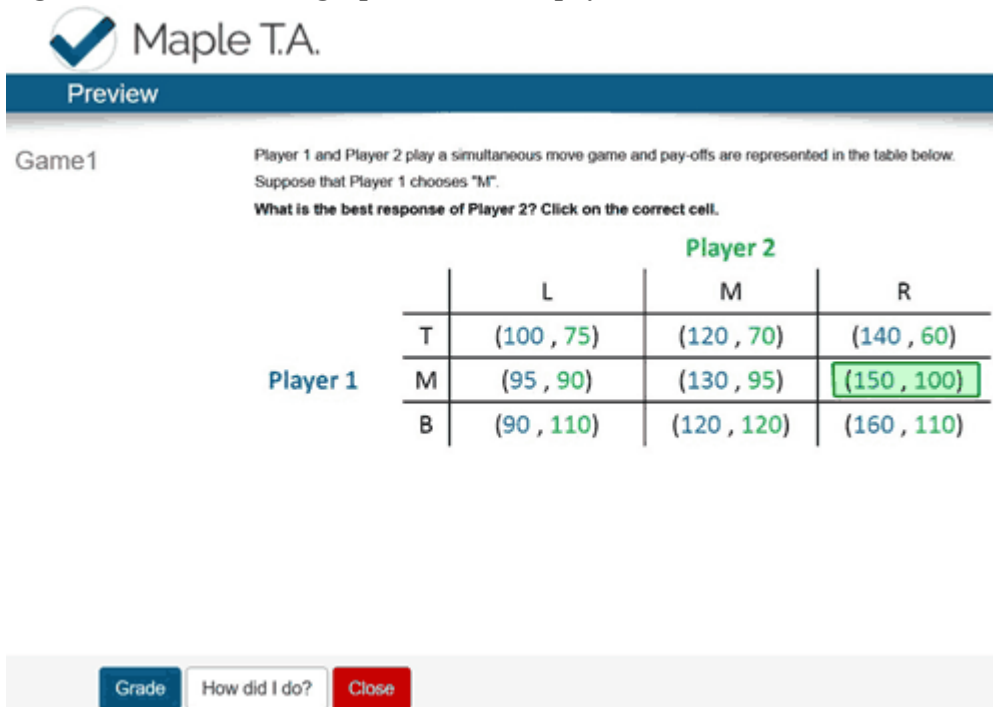 Maple T.A.
Preview
Game1
Player 1 and Player 2 play a simultaneous move game and pay-offs are represented in the table below.
Suppose that Player 1 chooses "M".
What is the best response of Player 2? Click on the correct cell.
Player 2
L M R
T (100 , 75) (120 , 70) (140 , 60)
Player 1 M (95 , 90) (130 , 95) (150 , 100)
B (90 , 110) (120 , 120) (160 , 110)
Grade How did I do? Close